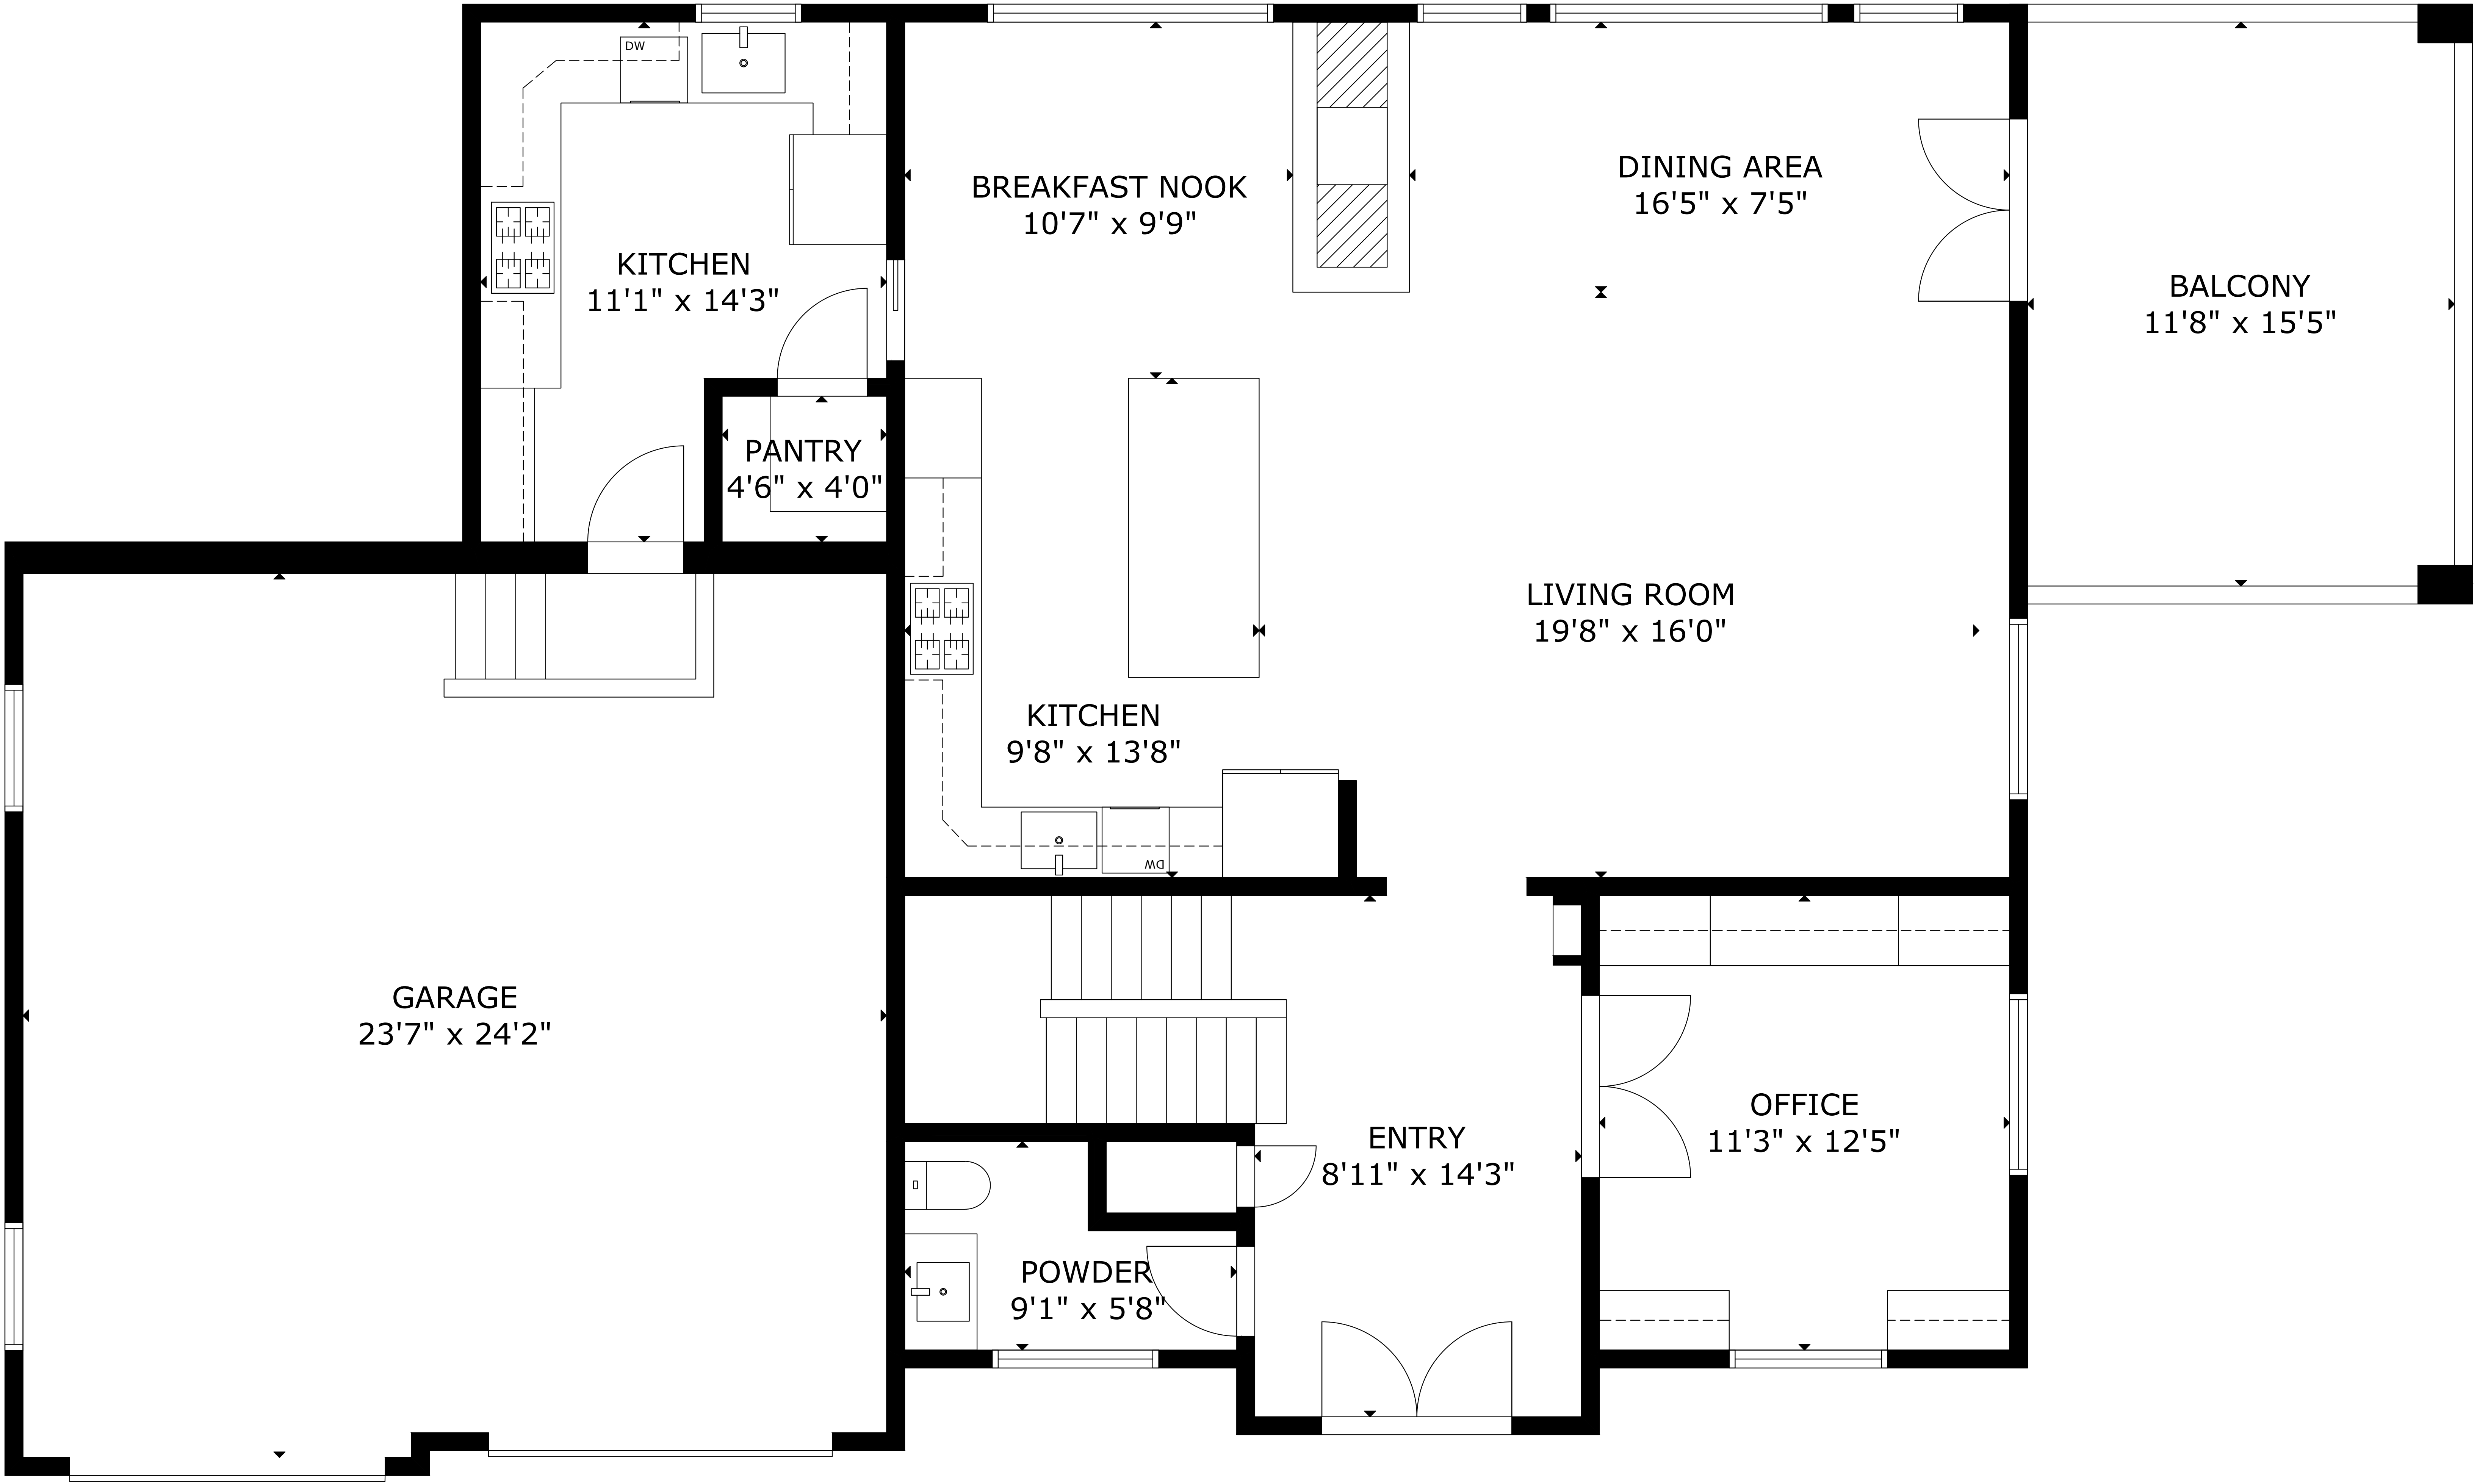 DW
BREAKFAST NOOK
10'7" x 9'9"
DINING AREA
16'5" x 7'5"
KITCHEN
11'1" x 14'3"
BALCONY
11'8" x 15'5"
PANTRY
4'6" x 4'0"
LIVING ROOM
19'8" x 16'0"
KITCHEN
9'8" x 13'8"
DW
GARAGE
23'7" x 24'2"
OFFICE
11'3" x 12'5"
ENTRY
8'11" x 14'3"
POWDER
9'1" x 5'8"